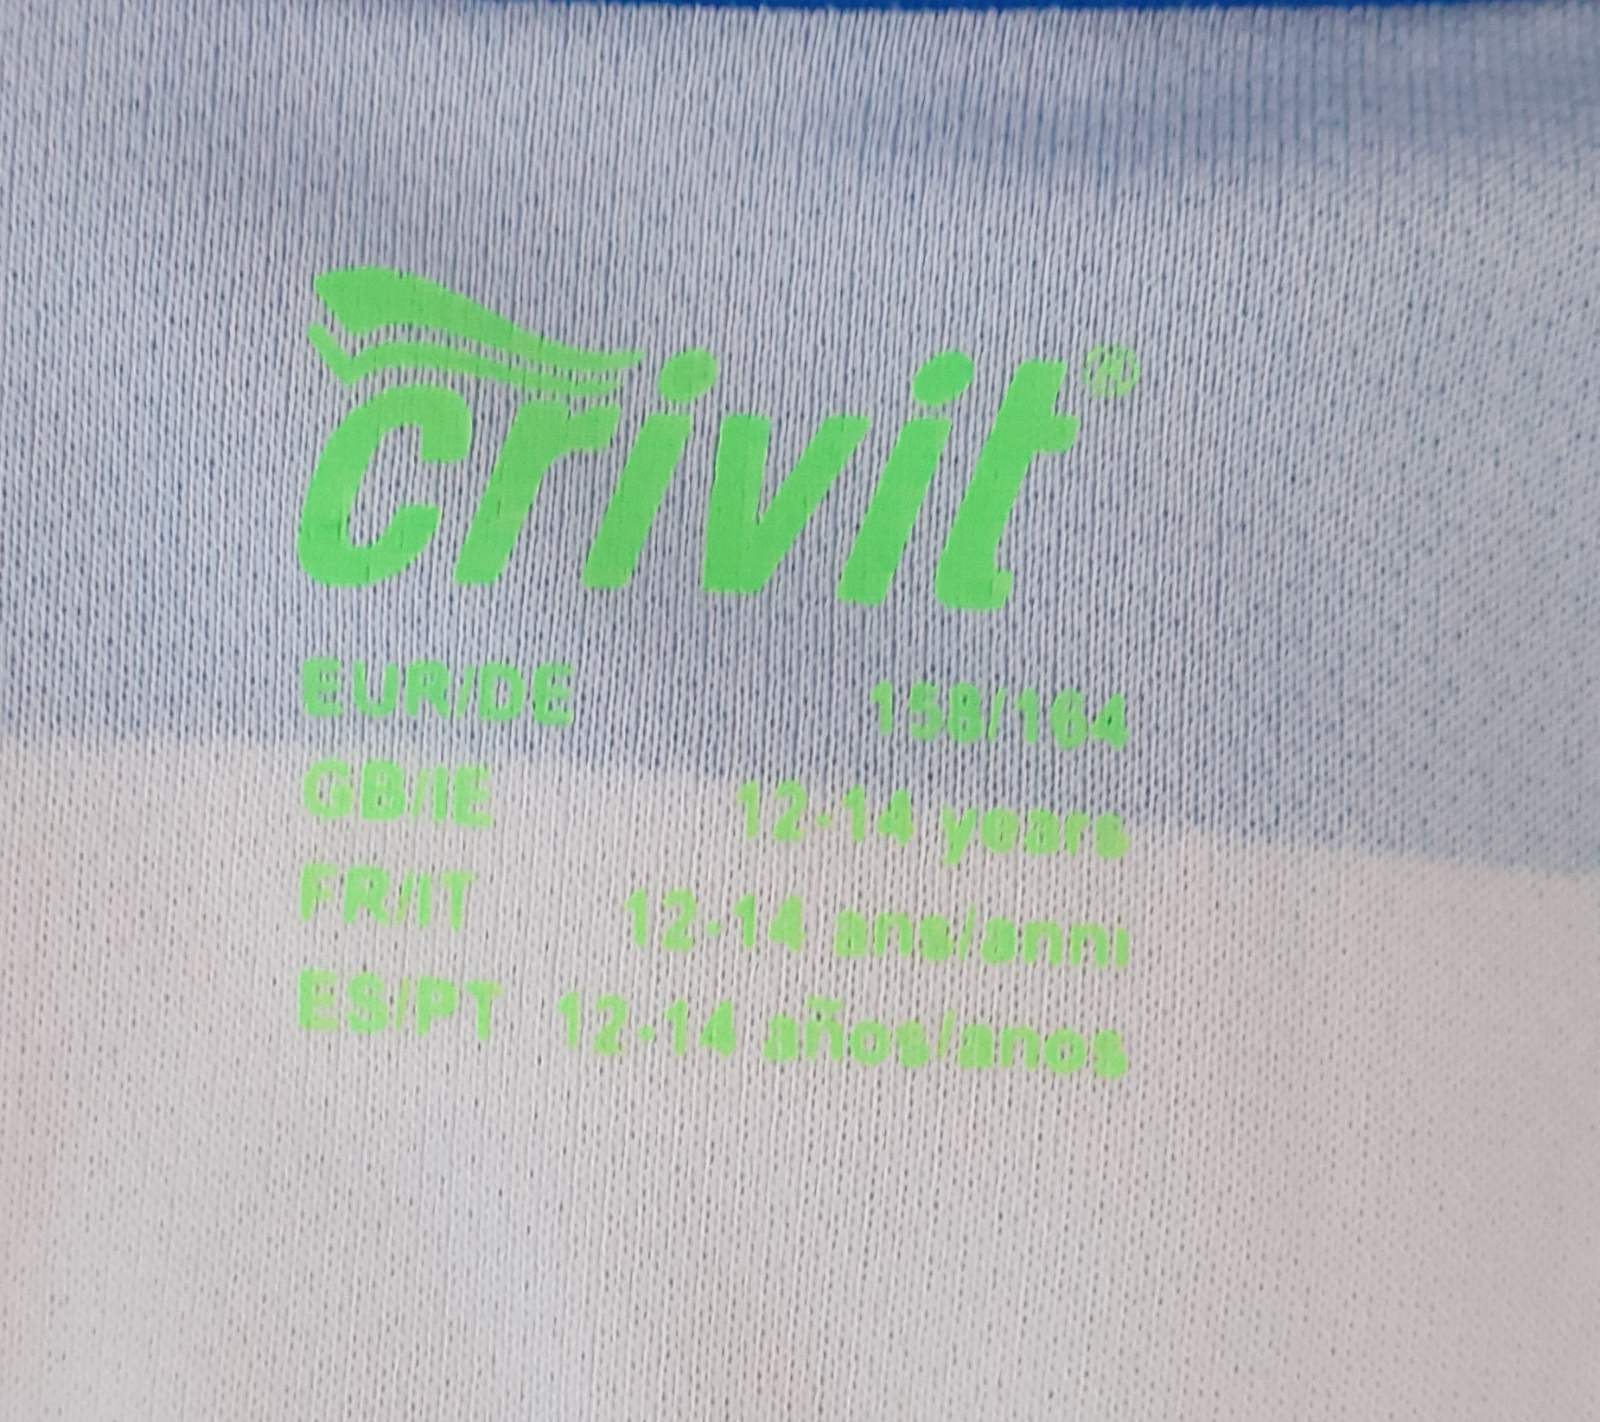 crivit®
EUR/DE 158/164
GB/IE 12-14 years
FR/IT 12-14 ans/anni
ES/PT 12-14 años/anos